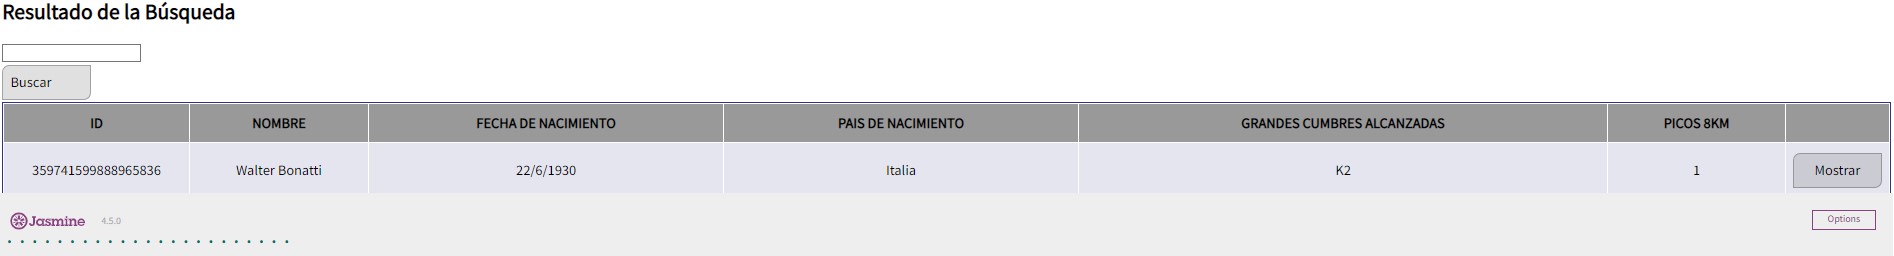 Resultado de la Búsqueda
Buscar
ID NOMBRE FECHA DE NACIMIENTO PAIS DE NACIMIENTO GRANDES CUMBRES ALCANZADAS PICOS 8KM
359741599888965836 Walter Bonatti 22/6/1930 Italia K2 1 Mostrar
Jasmine 4.5.0 Options